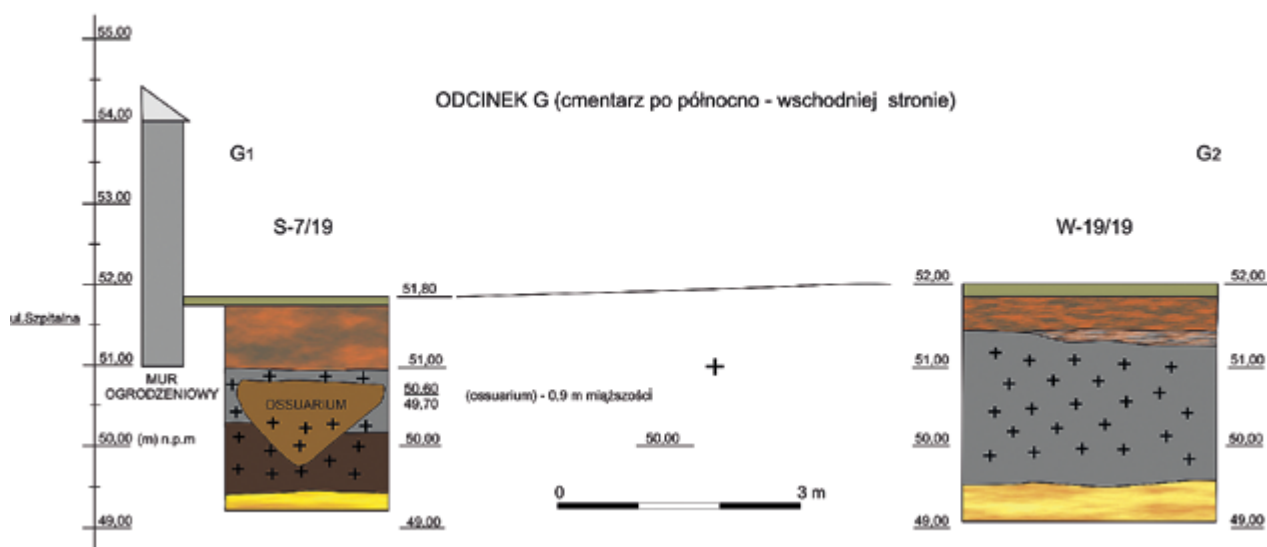 55,00
ODCINEK G (cmentarz po północno - wschodniej stronie)
54,00
G1
G2
53,00
S-7/19
W-19/19
52,00
51,80
52,00
52,00
ul.Szpitalna
51,00
51,00
51,00
51,00
MUR
OGRODZENIOWY
OSSUARIUM
50,60
49,70
(ossuarium) - 0.9 m miąższości
50,00 (m) n.p.m
50,00
50,00
50,00
50,00
0
3 m
49,00
49,00
49,00
49,00